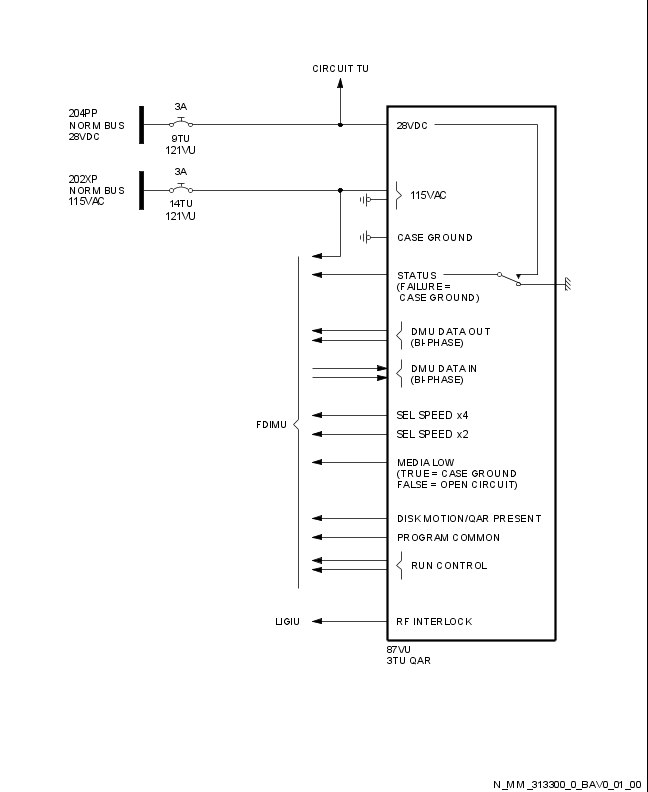 CIRCUIT TU
204PP
NORM BUS
28VDC
3A
9TU
121VU
28VDC
202XP
NORM BUS
115VAC
3A
14TU
121VU
115VAC
CASE GROUND
STATUS
(FAILURE =
CASE GROUND)
DMU DATA OUT
(BI-PHASE)
DMU DATA IN
(BI-PHASE)
SEL SPEED x4
FDIMU
SEL SPEED x2
MEDIA LOW
(TRUE = CASE GROUND
FALSE = OPEN CIRCUIT)
DISK MOTION/QAR PRESENT
PROGRAM COMMON
RUN CONTROL
LIGIU
RF INTERLOCK
87VU
3TU QAR
N_MM_313300_0_BAV0_01_00